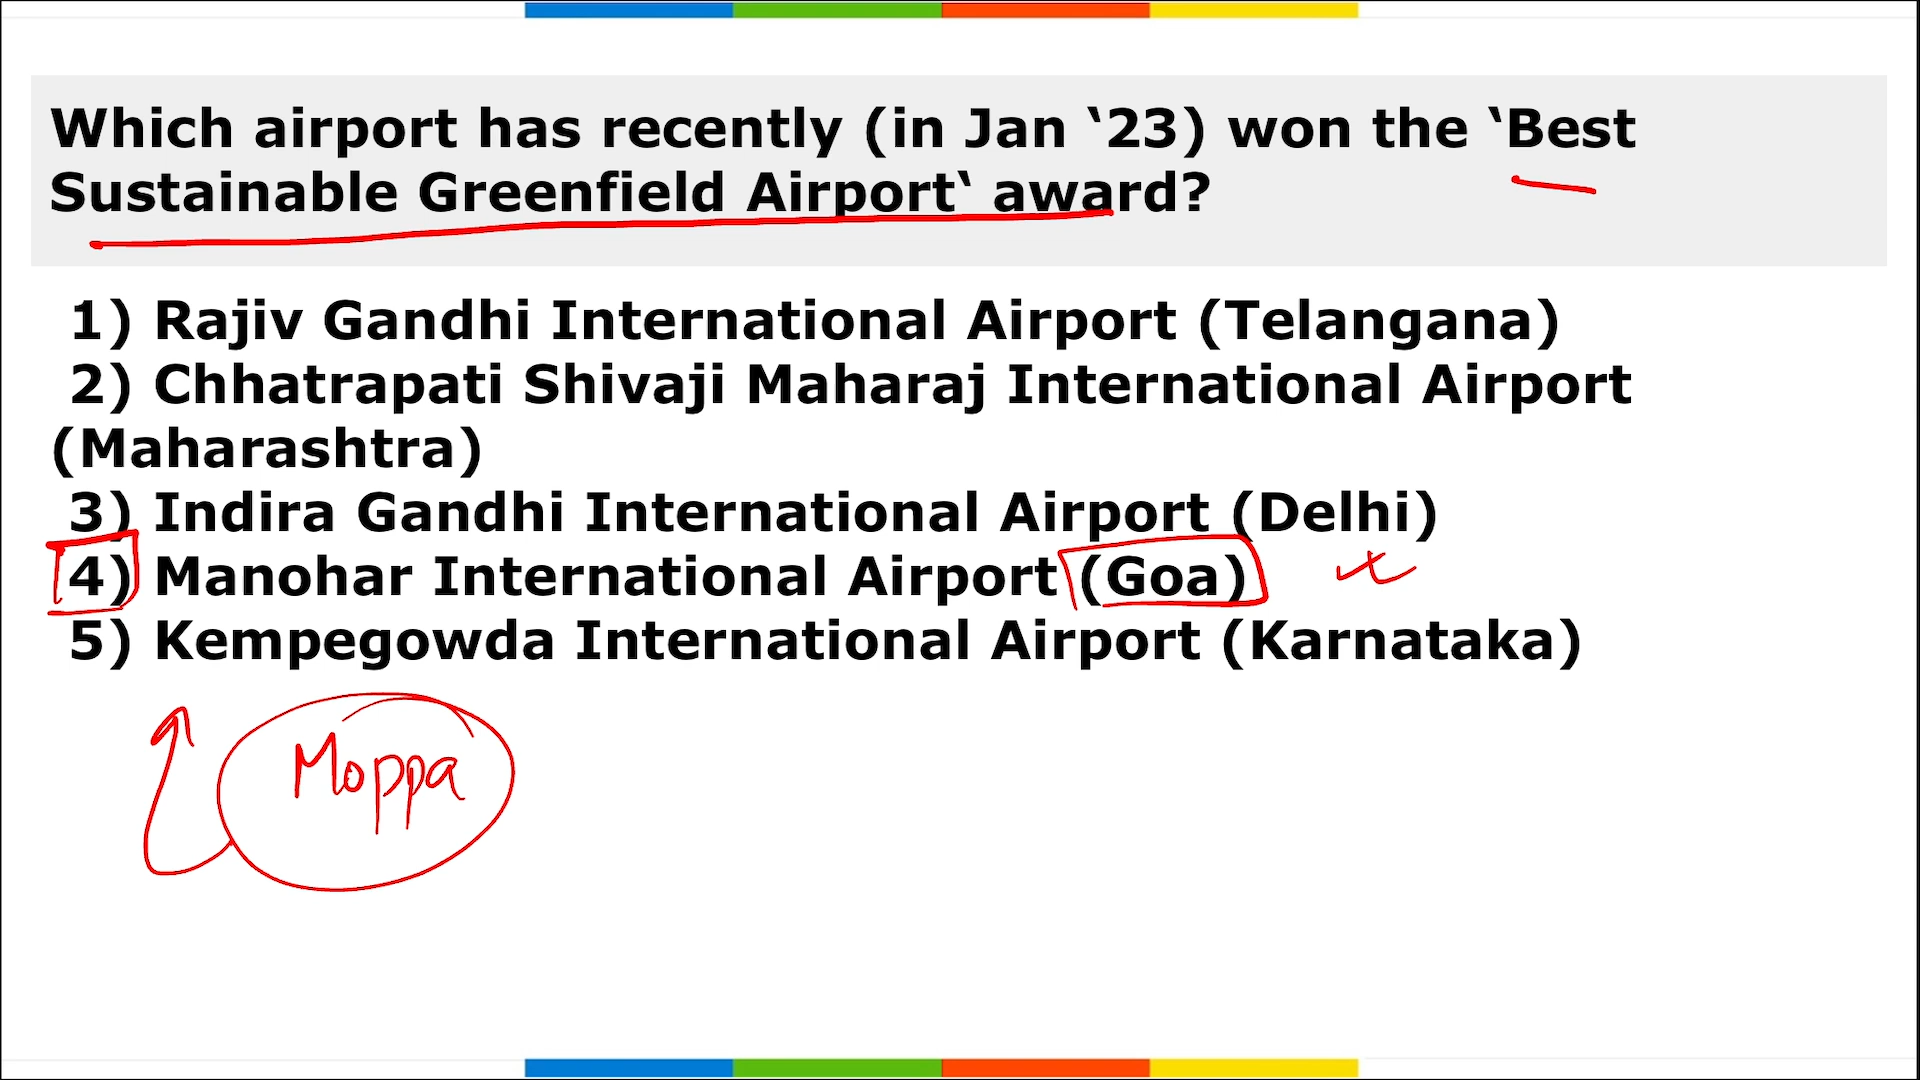 Which airport has recently (in Jan ‘23) won the ‘Best
Sustainable Greenfield Airport‘ award?
1) Rajiv Gandhi International Airport (Telangana)
2) Chhatrapati Shivaji Maharaj International Airport
(Maharashtra)
3) Indira Gandhi International Airport (Delhi)
4) Manohar International Airport (Goa)
5) Kempegowda International Airport (Karnataka)
Moppa